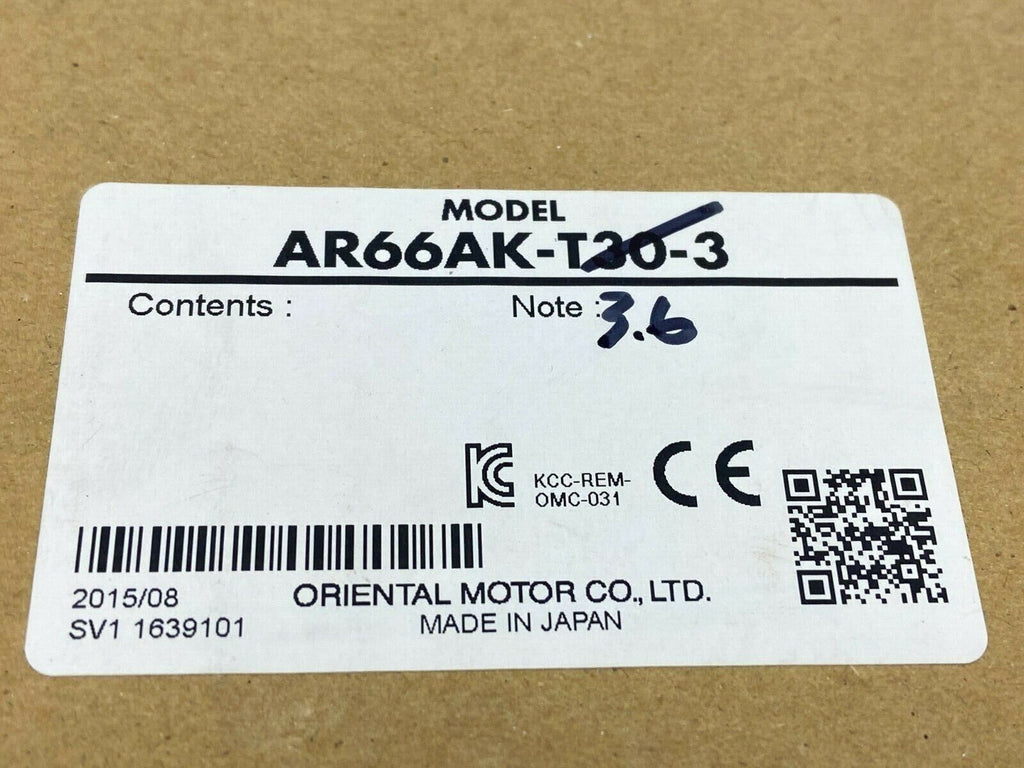 MODEL
AR66AK-T30-3
Contents :
Note : 3.6
KCC-REM-
OMC-031
CE
2015/08
SV1 1639101
ORIENTAL MOTOR CO., LTD.
MADE IN JAPAN